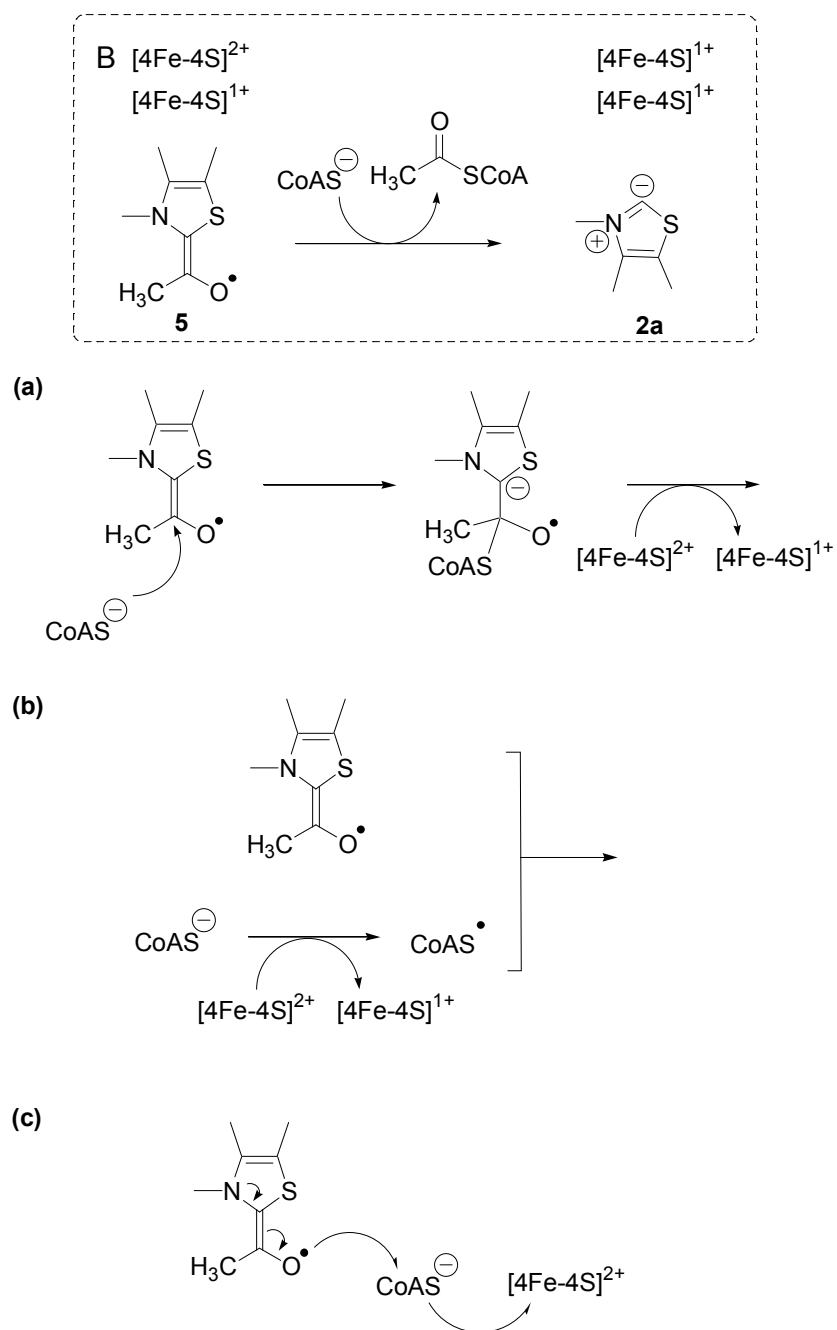 B [4Fe-4S]2+ [4Fe-4S]1+
[4Fe-4S]1+ [4Fe-4S]1+
O
CoAS− H3C SCoA
N S − N + S
H3C O•
5 2a
(a)
N S N S −
H3C O• H3C O• [4Fe-4S]2+ [4Fe-4S]1+
CoAS
CoAS−
(b)
N S
H3C O•
CoAS− CoAS•
[4Fe-4S]2+ [4Fe-4S]1+
(c)
N S
H3C O• CoAS− [4Fe-4S]2+